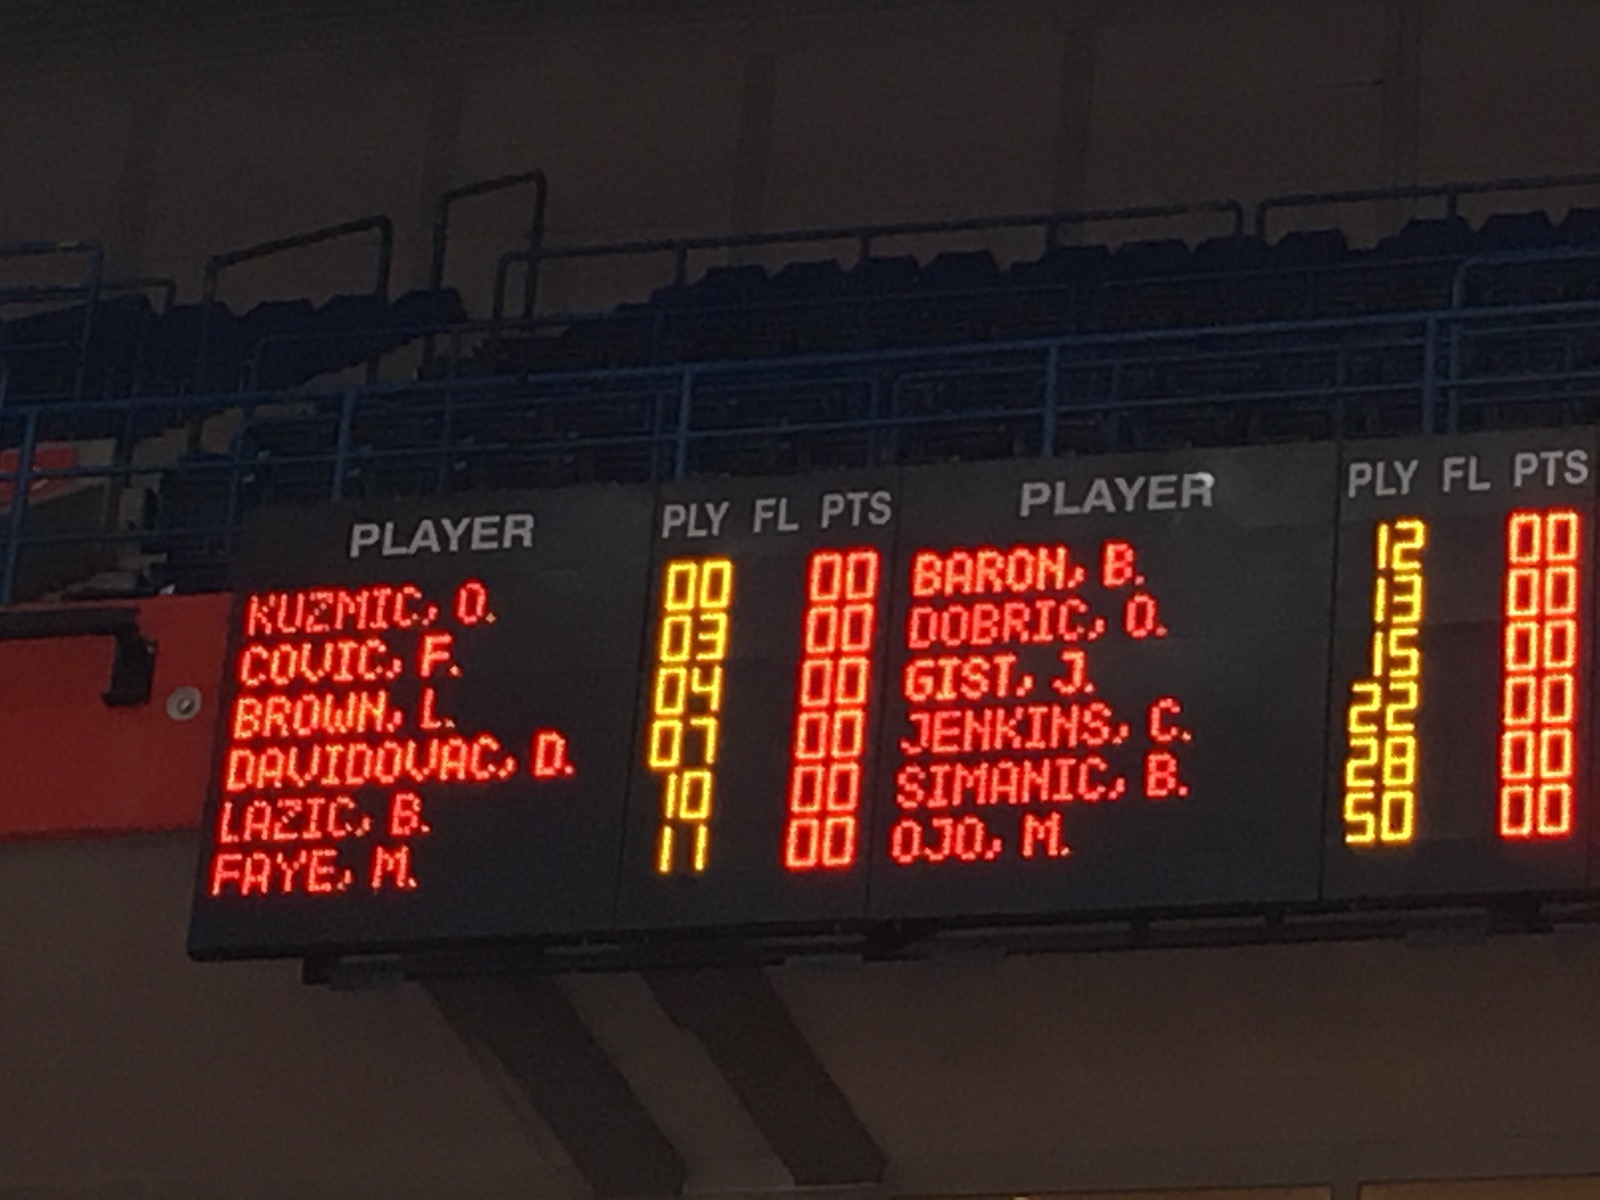 PLAYER PLY FL PTS PLAYER PLY FL PTS
KUZMIC, O. 00 00 BARON, B. 12 00
COVIC, F. 03 00 DOBRIC, O. 13 00
BROWN, L. 04 00 GIST, J. 15 00
DAVIDOVAC, D. 07 00 JENKINS, C. 22 00
LAZIC, B. 10 00 SIMANIC, B. 28 00
FAYE, M. 11 00 OJO, M. 50 00